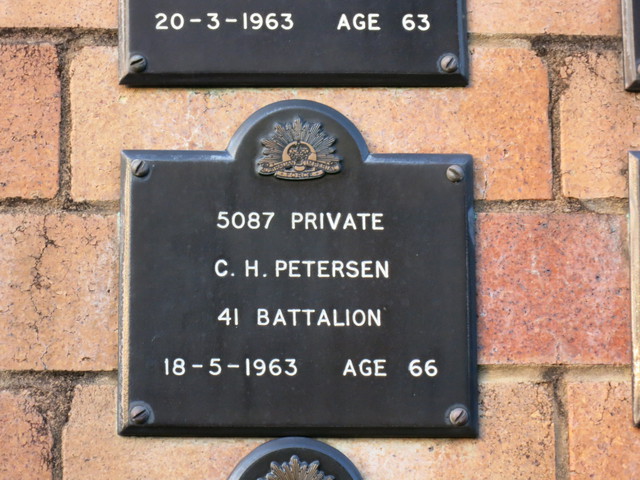 20-3-1963 AGE 63
5087 PRIVATE
C. H. PETERSEN
41 BATTALION
18-5-1963 AGE 66